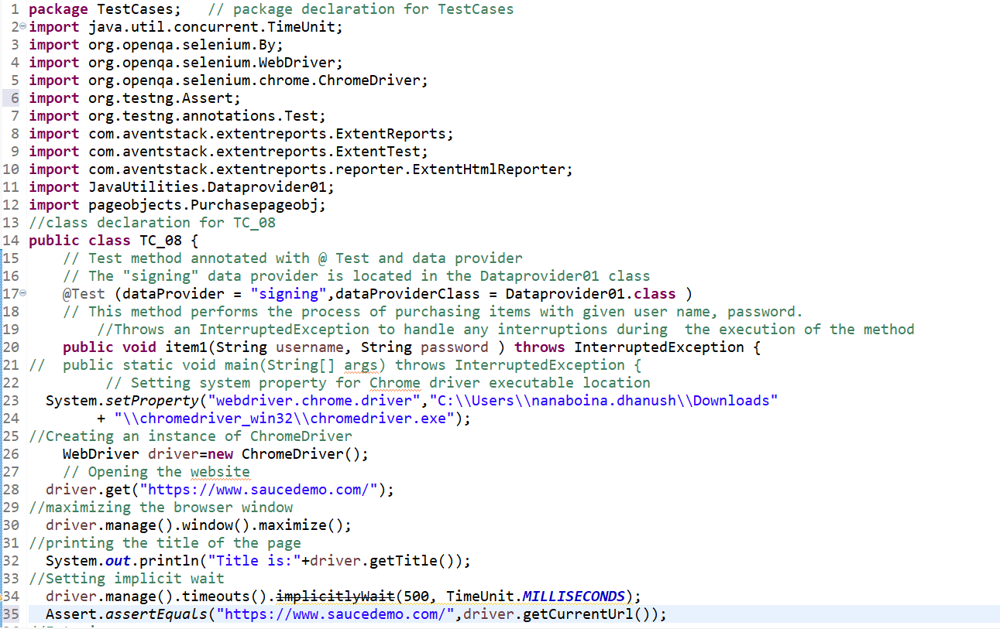 1 package TestCases;   // package declaration for TestCases
2 import java.util.concurrent.TimeUnit;
3 import org.openqa.selenium.By;
4 import org.openqa.selenium.WebDriver;
5 import org.openqa.selenium.chrome.ChromeDriver;
6 import org.testng.Assert;
7 import org.testng.annotations.Test;
8 import com.aventstack.extentreports.ExtentReports;
9 import com.aventstack.extentreports.ExtentTest;
10 import com.aventstack.extentreports.reporter.ExtentHtmlReporter;
11 import JavaUtilities.Dataprovider01;
12 import pageobjects.Purchasepageobj;
13 //class declaration for TC_08
14 public class TC_08 {
15     // Test method annotated with @ Test and data provider
16     // The "signing" data provider is located in the Dataprovider01 class
17     @Test (dataProvider = "signing",dataProviderClass = Dataprovider01.class )
18     // This method performs the process of purchasing items with given user name, password.
19         //Throws an InterruptedException to handle any interruptions during  the execution of the method
20     public void item1(String username, String password ) throws InterruptedException {
21 //  public static void main(String[] args) throws InterruptedException {
22          // Setting system property for Chrome driver executable location
23   System.setProperty("webdriver.chrome.driver","C:\\Users\\nanaboina.dhanush\\Downloads"
24         + "\\chromedriver_win32\\chromedriver.exe");
25 //Creating an instance of ChromeDriver
26     WebDriver driver=new ChromeDriver();
27     // Opening the website
28   driver.get("https://www.saucedemo.com/");
29 //maximizing the browser window
30   driver.manage().window().maximize();
31 //printing the title of the page
32   System.out.println("Title is:"+driver.getTitle());
33 //Setting implicit wait
34   driver.manage().timeouts().implicitlyWait(500, TimeUnit.MILLISECONDS);
35   Assert.assertEquals("https://www.saucedemo.com/",driver.getCurrentUrl());